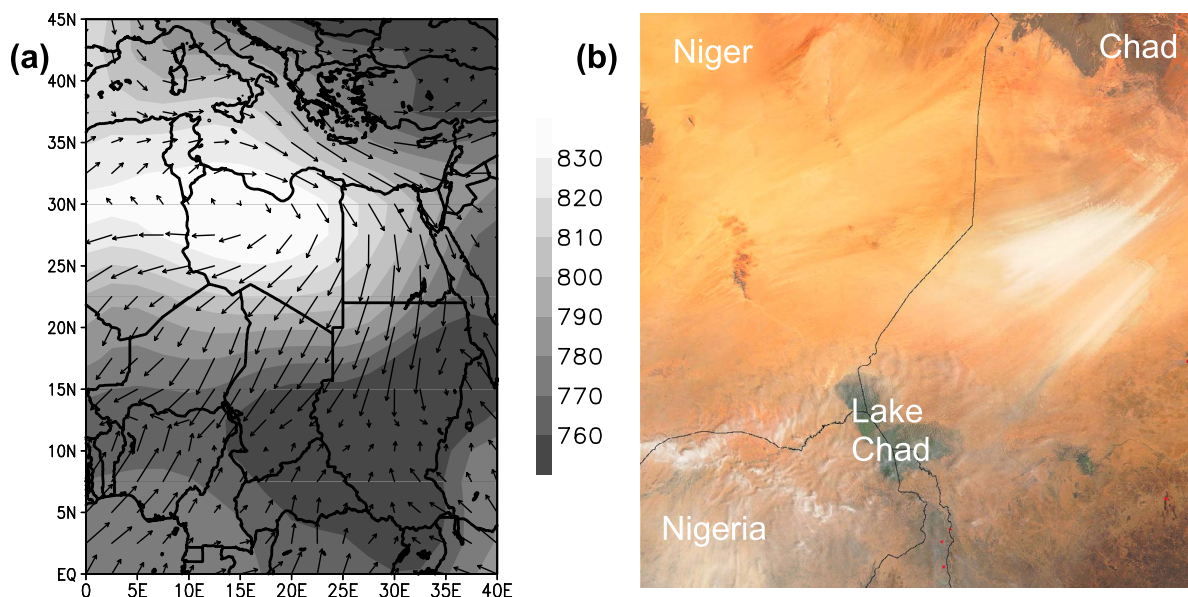 (a)
45N
40N
35N
30N
25N
20N
15N
10N
5N
EQ
0 5E 10E 15E 20E 25E 30E 35E 40E
830
820
810
800
790
780
770
760
(b)
Niger
Chad
Lake
Chad
Nigeria